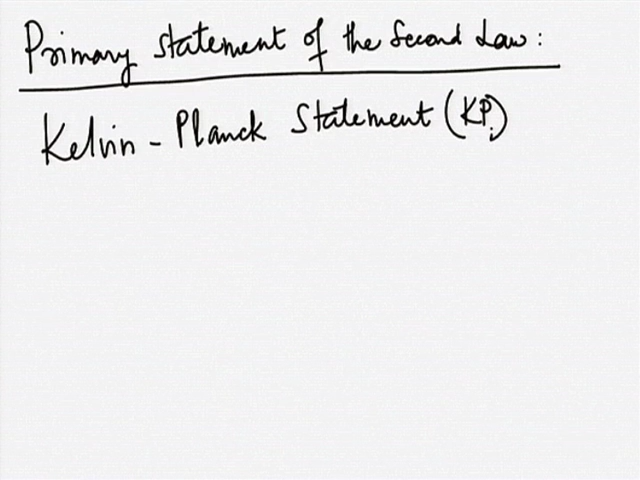 Primary Statement of the Second Law :
Kelvin - Planck Statement (KP)